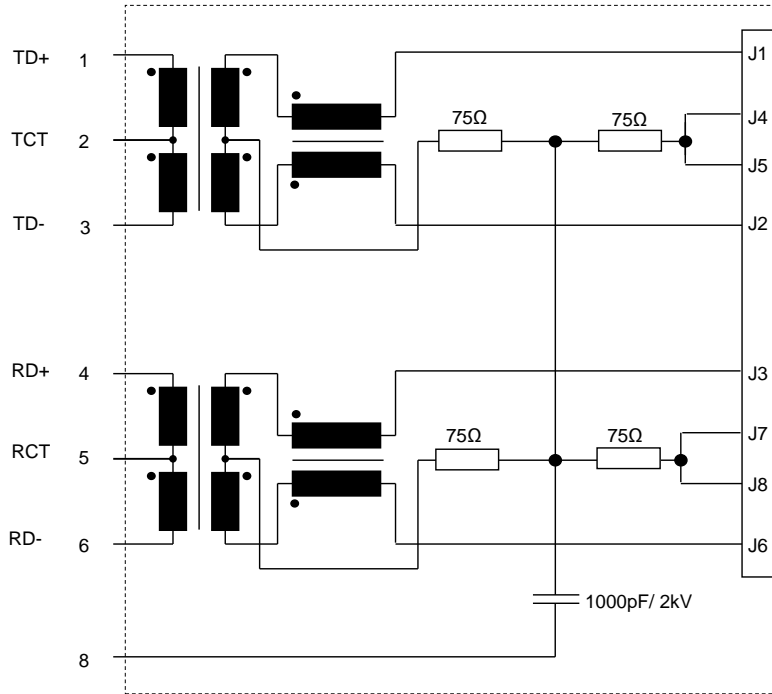 TD+ 1
J1
75Ω 75Ω
J4
TCT 2
J5
TD- 3
J2
RD+ 4
J3
75Ω 75Ω
J7
RCT 5
J8
RD- 6
J6
1000pF/ 2kV
8